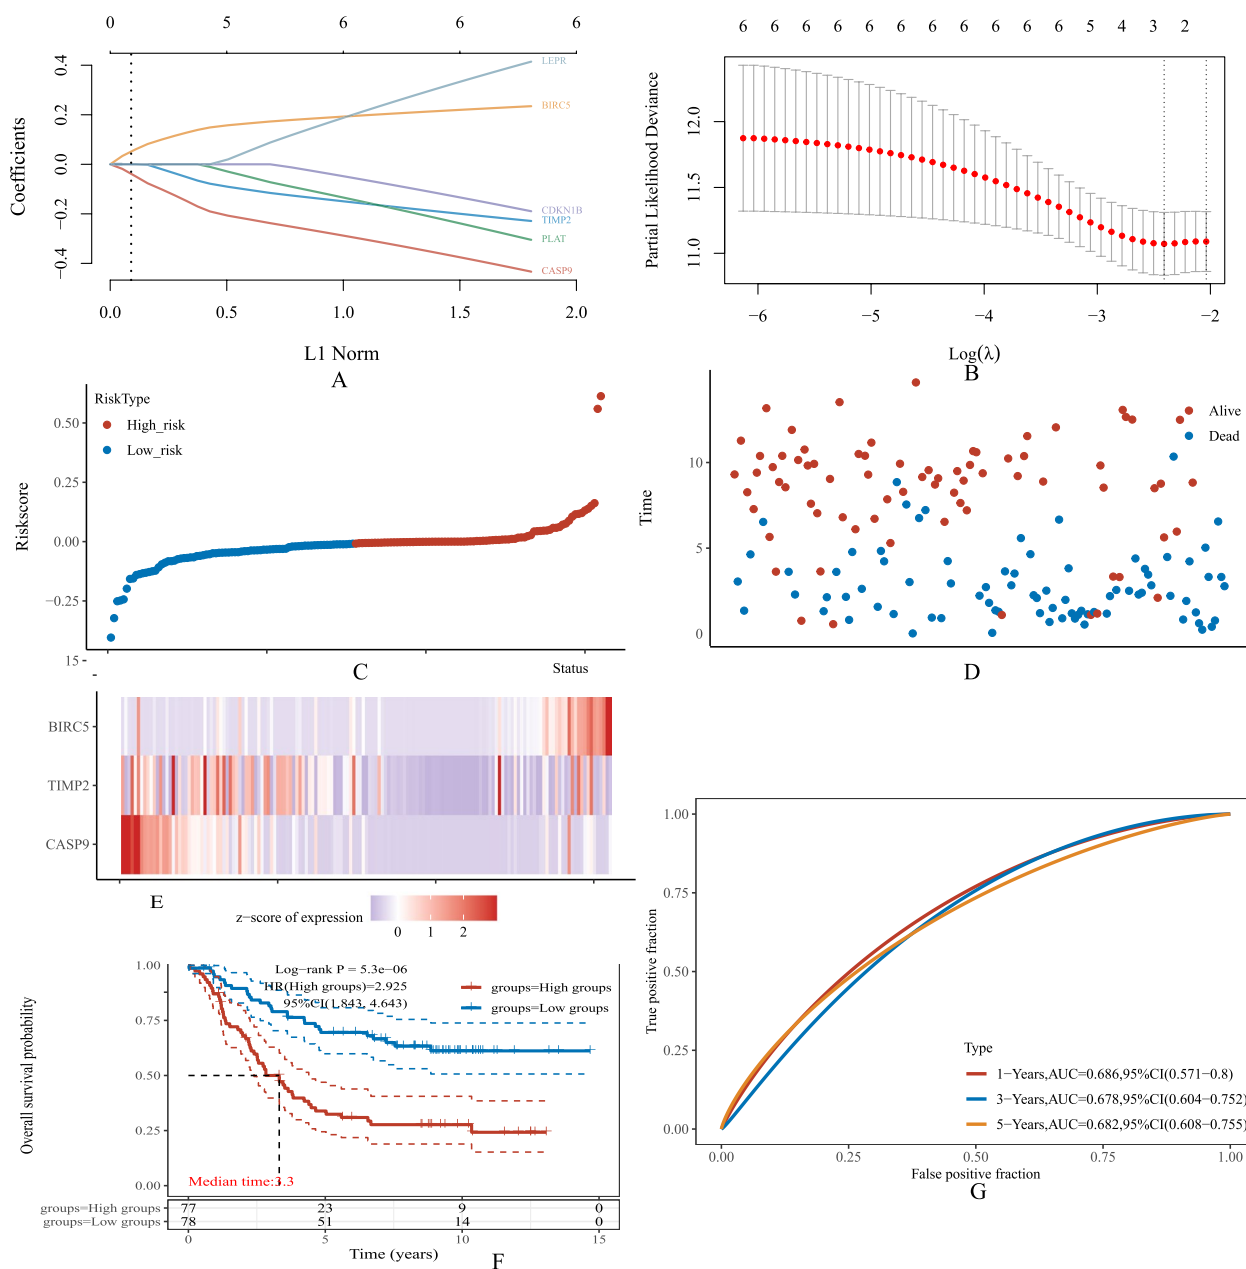 0 5 6 6 6
Coefficients
0.4
0.2
0.0
−0.2
−0.4
LEPR
BIRC5
CDKN1B
TIMP2
PLAT
CASP9
0.0 0.5 1.0 1.5 2.0
L1 Norm
A
6 6 6 6 6 6 6 6 6 6 5 4 3 2
Partial Likelihood Deviance
12.0
11.5
11.0
−6 −5 −4 −3 −2
Log(λ)
B
RiskType
High_risk
Low_risk
Riskscore
0.50
0.25
0.00
−0.25
15
C
Status
Alive
Dead
Time
10
5
0
D
BIRC5
TIMP2
CASP9
E
z−score of expression
0 1 2
Overall survival probability
1.00
0.75
0.50
0.25
0.00
Log−rank P = 5.3e−06
HR(High groups)=2.925
95%CI(1.843, 4.643)
groups=High groups
groups=Low groups
Median time:3.3
groups=High groups 77 23 9 0
groups=Low groups 78 51 14 0
0 5 10 15
Time (years)
F
True positive fraction
1.00
0.75
0.50
0.25
0.00
Type
1−Years,AUC=0.686,95%CI(0.571−0.8)
3−Years,AUC=0.678,95%CI(0.604−0.752)
5−Years,AUC=0.682,95%CI(0.608−0.755)
0.00 0.25 0.50 0.75 1.00
False positive fraction
G